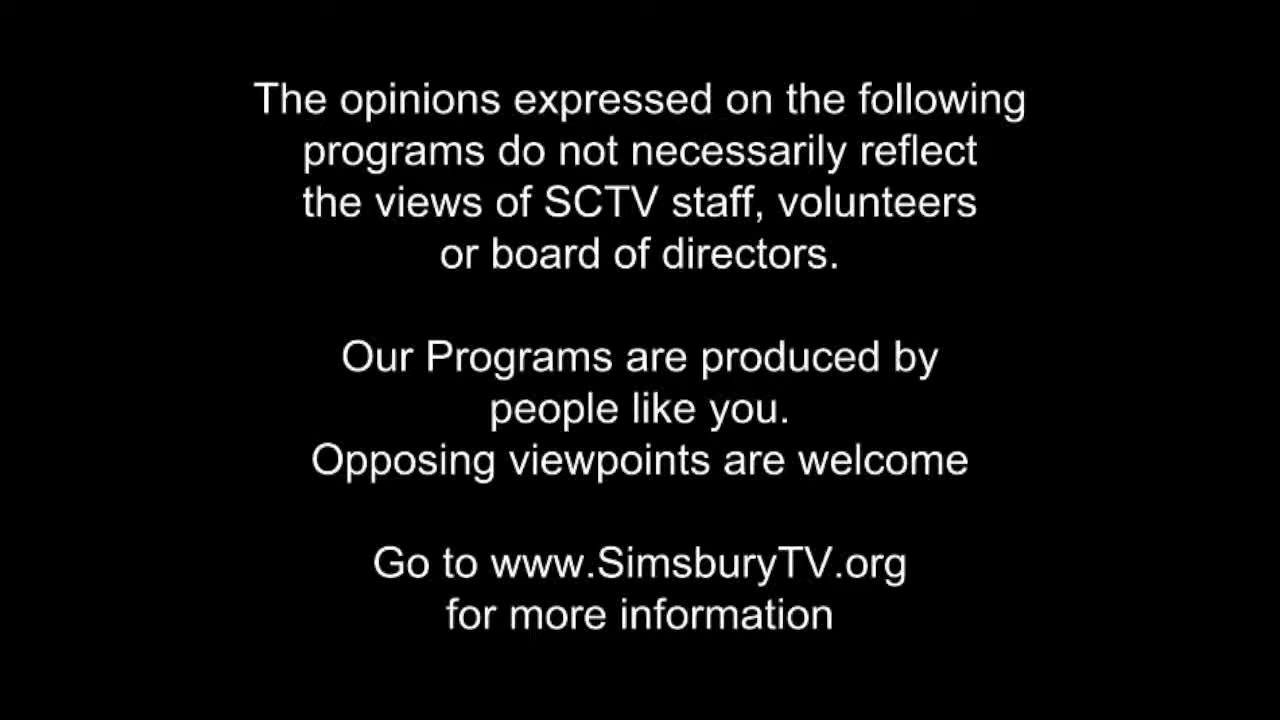 The opinions expressed on the following
programs do not necessarily reflect
the views of SCTV staff, volunteers
or board of directors.
Our Programs are produced by
people like you.
Opposing viewpoints are welcome
Go to www.SimsburyTV.org
for more information